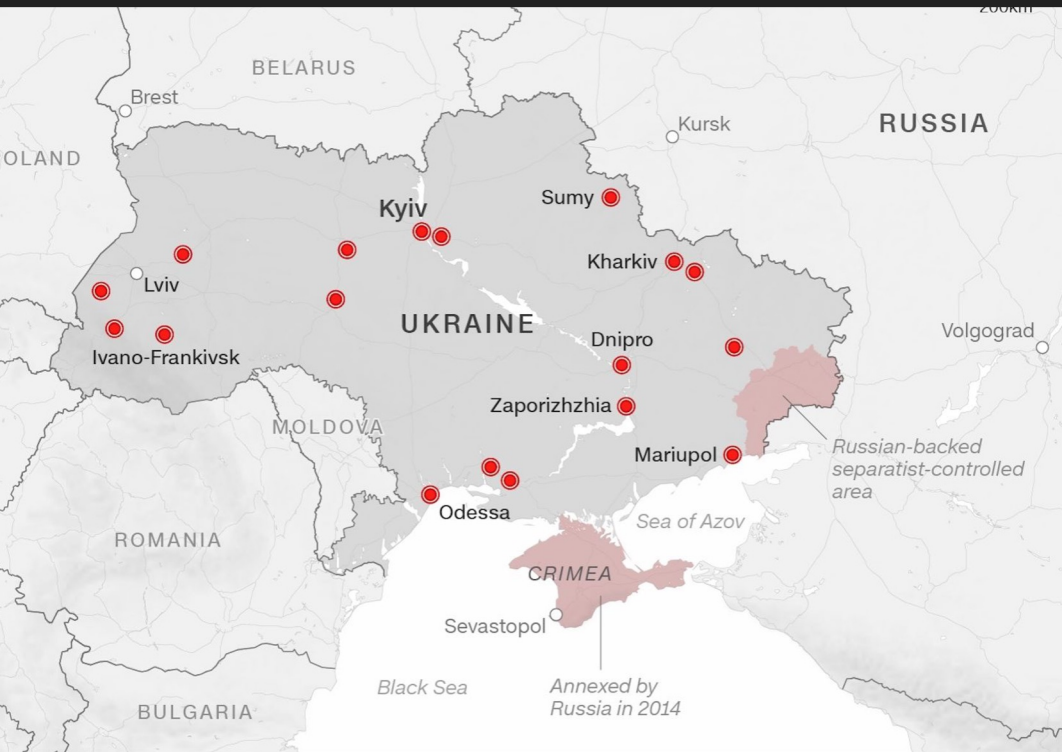 200km
BELARUS
Brest
Kursk
RUSSIA
OLAND
Sumy
Kyiv
Kharkiv
Lviv
UKRAINE
Volgograd
Dnipro
Ivano-Frankivsk
Zaporizhzhia
MOLDOVA
Mariupol
Russian-backed
separatist-controlled
area
Odessa
Sea of Azov
ROMANIA
CRIMEA
Sevastopol
Black Sea
Annexed by
Russia in 2014
BULGARIA